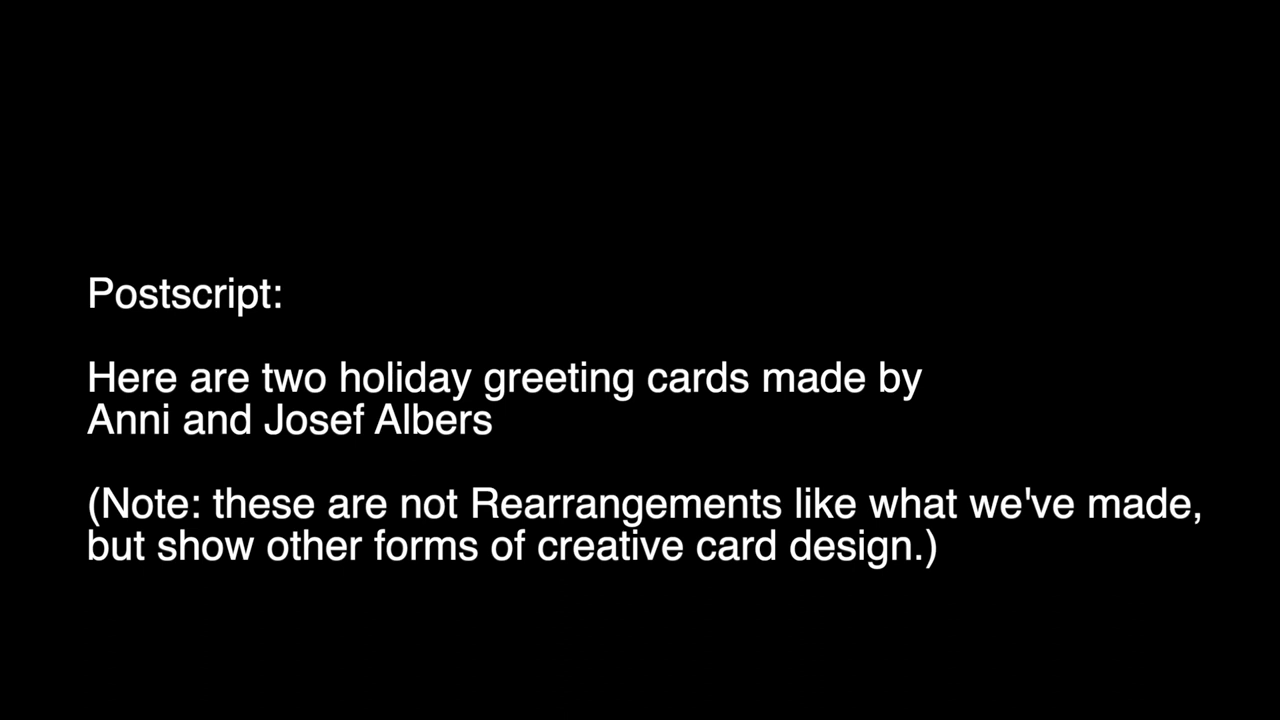 Postscript:
Here are two holiday greeting cards made by
Anni and Josef Albers
(Note: these are not Rearrangements like what we've made,
but show other forms of creative card design.)